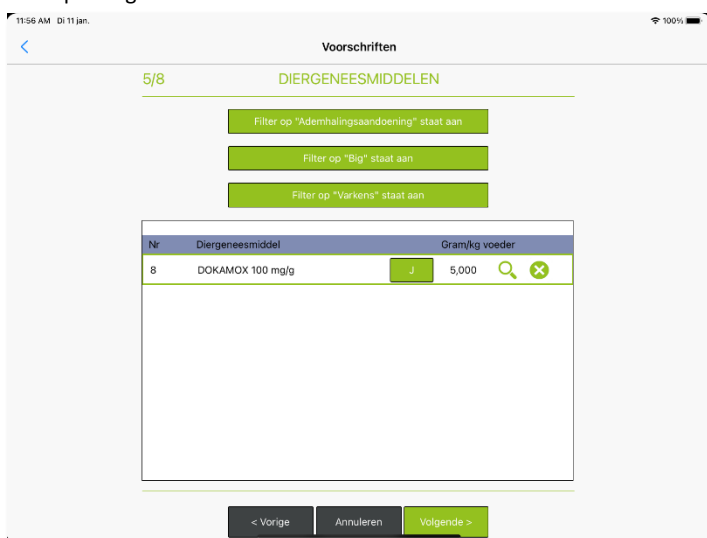 11:56 AM Di 11 jan. 100%
Voorschriften
5/8 DIERGENEESMIDDELEN
Filter op "Ademhalingsaandoening" staat aan
Filter op "Big" staat aan
Filter op "Varkens" staat aan
Nr Diergeneesmiddel Gram/kg voeder
8 DOKAMOX 100 mg/g J 5,000
< Vorige Annuleren Volgende >